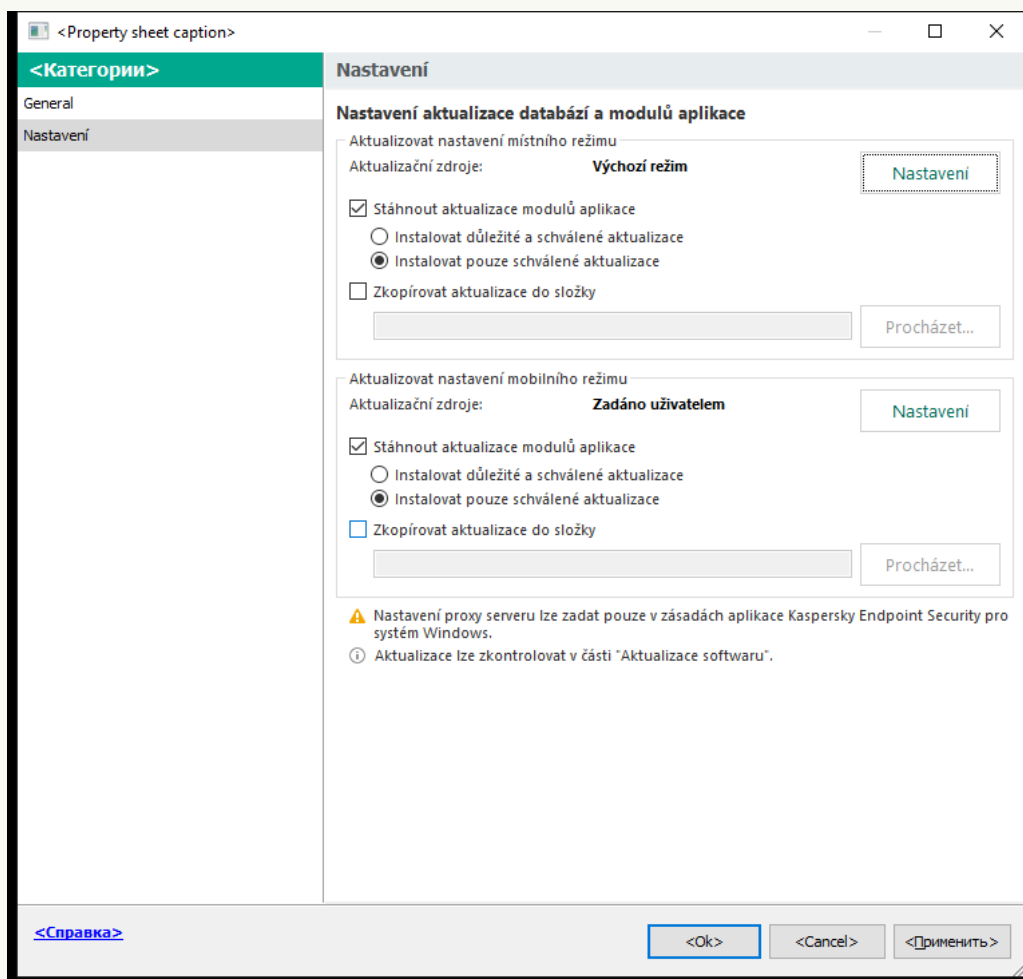 <Property sheet caption>
<Категории>
General
Nastavení
Nastavení
Nastavení aktualizace databází a modulů aplikace
Aktualizovat nastavení místního režimu
Aktualizační zdroje: Výchozí režim Nastavení
Stáhnout aktualizace modulů aplikace
Instalovat důležité a schválené aktualizace
Instalovat pouze schválené aktualizace
Zkopírovat aktualizace do složky
Procházet...
Aktualizovat nastavení mobilního režimu
Aktualizační zdroje: Zadáno uživatelem Nastavení
Stáhnout aktualizace modulů aplikace
Instalovat důležité a schválené aktualizace
Instalovat pouze schválené aktualizace
Zkopírovat aktualizace do složky
Procházet...
Nastavení proxy serveru lze zadat pouze v zásadách aplikace Kaspersky Endpoint Security pro
systém Windows.
Aktualizace lze zkontrolovat v části "Aktualizace softwaru".
<Справка>
<Ok> <Cancel> <Применить>